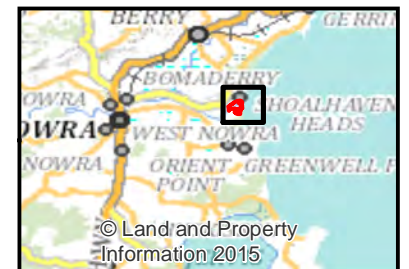 BERRY
GERRI
BOMADERRY
OWRA
SHOALHAVEN
HEADS
OWRA
WEST NOWRA
NOWRA
ORIENT
POINT
GREENWELL P
© Land and Property
Information 2015